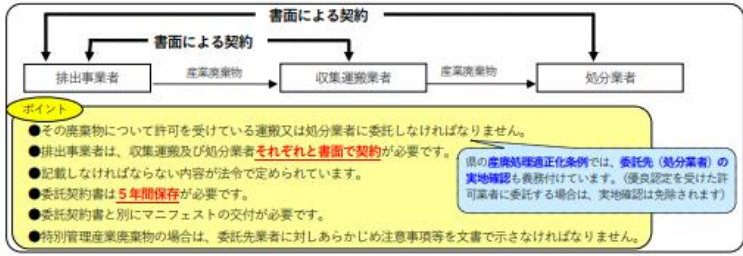 書面による契約
書面による契約
排出事業者
産業廃棄物
収集運搬業者
産業廃棄物
処分業者
ポイント
●その廃棄物について許可を受けている運搬又は処分業者に委託しなければなりません。
●排出事業者は、収集運搬及び処分業者それぞれと書面で契約が必要です。
●記載しなければならない内容が法令で定められています。
●委託契約書は５年間保存が必要です。
●委託契約書と別にマニフェストの交付が必要です。
●特別管理産業廃棄物の場合は、委託先業者に対しあらかじめ注意事項等を文書で示さなければなりません。
県の産廃処理適正化条例では、委託先（処分業者）の
実地確認も義務付けています。（優良認定を受けた許
可業者に委託する場合は、実地確認は免除されます）